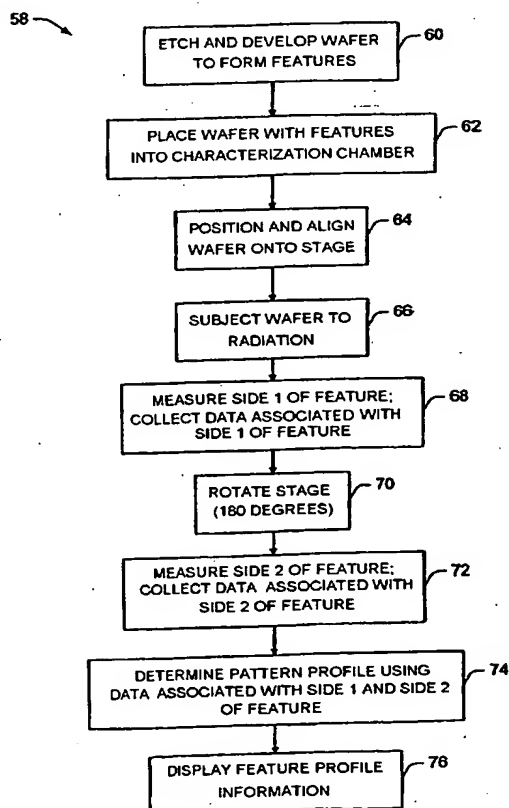 58
ETCH AND DEVELOP WAFER
TO FORM FEATURES
60
PLACE WAFER WITH FEATURES
INTO CHARACTERIZATION CHAMBER
62
POSITION AND ALIGN
WAFER ONTO STAGE
64
SUBJECT WAFER TO
RADIATION
66
MEASURE SIDE 1 OF FEATURE;
COLLECT DATA ASSOCIATED WITH
SIDE 1 OF FEATURE
68
ROTATE STAGE
(180 DEGREES)
70
MEASURE SIDE 2 OF FEATURE;
COLLECT DATA ASSOCIATED WITH
SIDE 2 OF FEATURE
72
DETERMINE PATTERN PROFILE USING
DATA ASSOCIATED WITH SIDE 1 AND SIDE 2
OF FEATURE
74
DISPLAY FEATURE PROFILE
INFORMATION
76